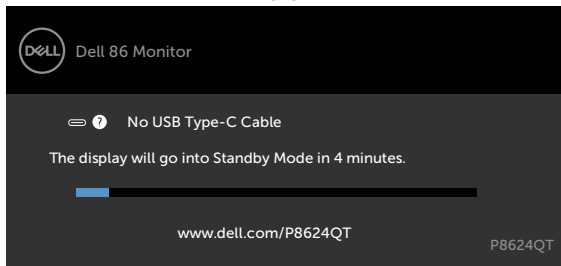 DELL
Dell 86 Monitor
? No USB Type-C Cable
The display will go into Standby Mode in 4 minutes.
www.dell.com/P8624QT
P8624QT